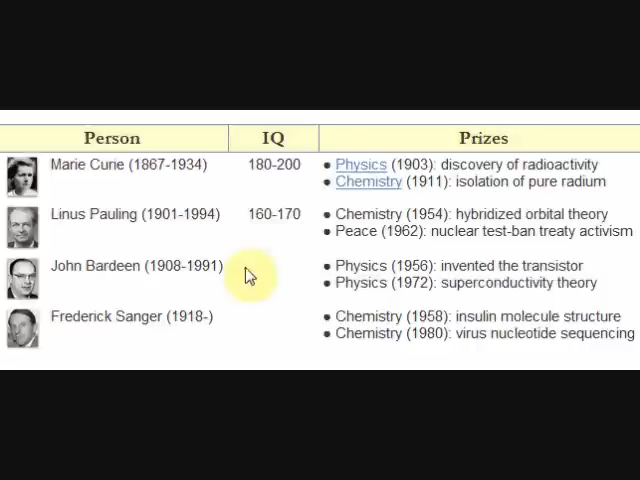 Person IQ Prizes
Marie Curie (1867-1934) 180-200 ● Physics (1903): discovery of radioactivity
● Chemistry (1911): isolation of pure radium
Linus Pauling (1901-1994) 160-170 ● Chemistry (1954): hybridized orbital theory
● Peace (1962): nuclear test-ban treaty activism
John Bardeen (1908-1991) ● Physics (1956): invented the transistor
● Physics (1972): superconductivity theory
Frederick Sanger (1918-) ● Chemistry (1958): insulin molecule structure
● Chemistry (1980): virus nucleotide sequencing